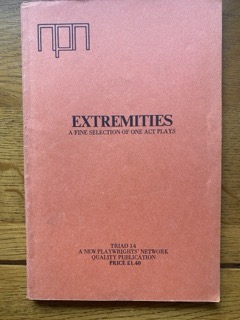 npn
EXTREMITIES
A FINE SELECTION OF ONE ACT PLAYS
TRIAD 14
A NEW PLAYWRIGHTS' NETWORK
QUALITY PUBLICATION
PRICE £1.40